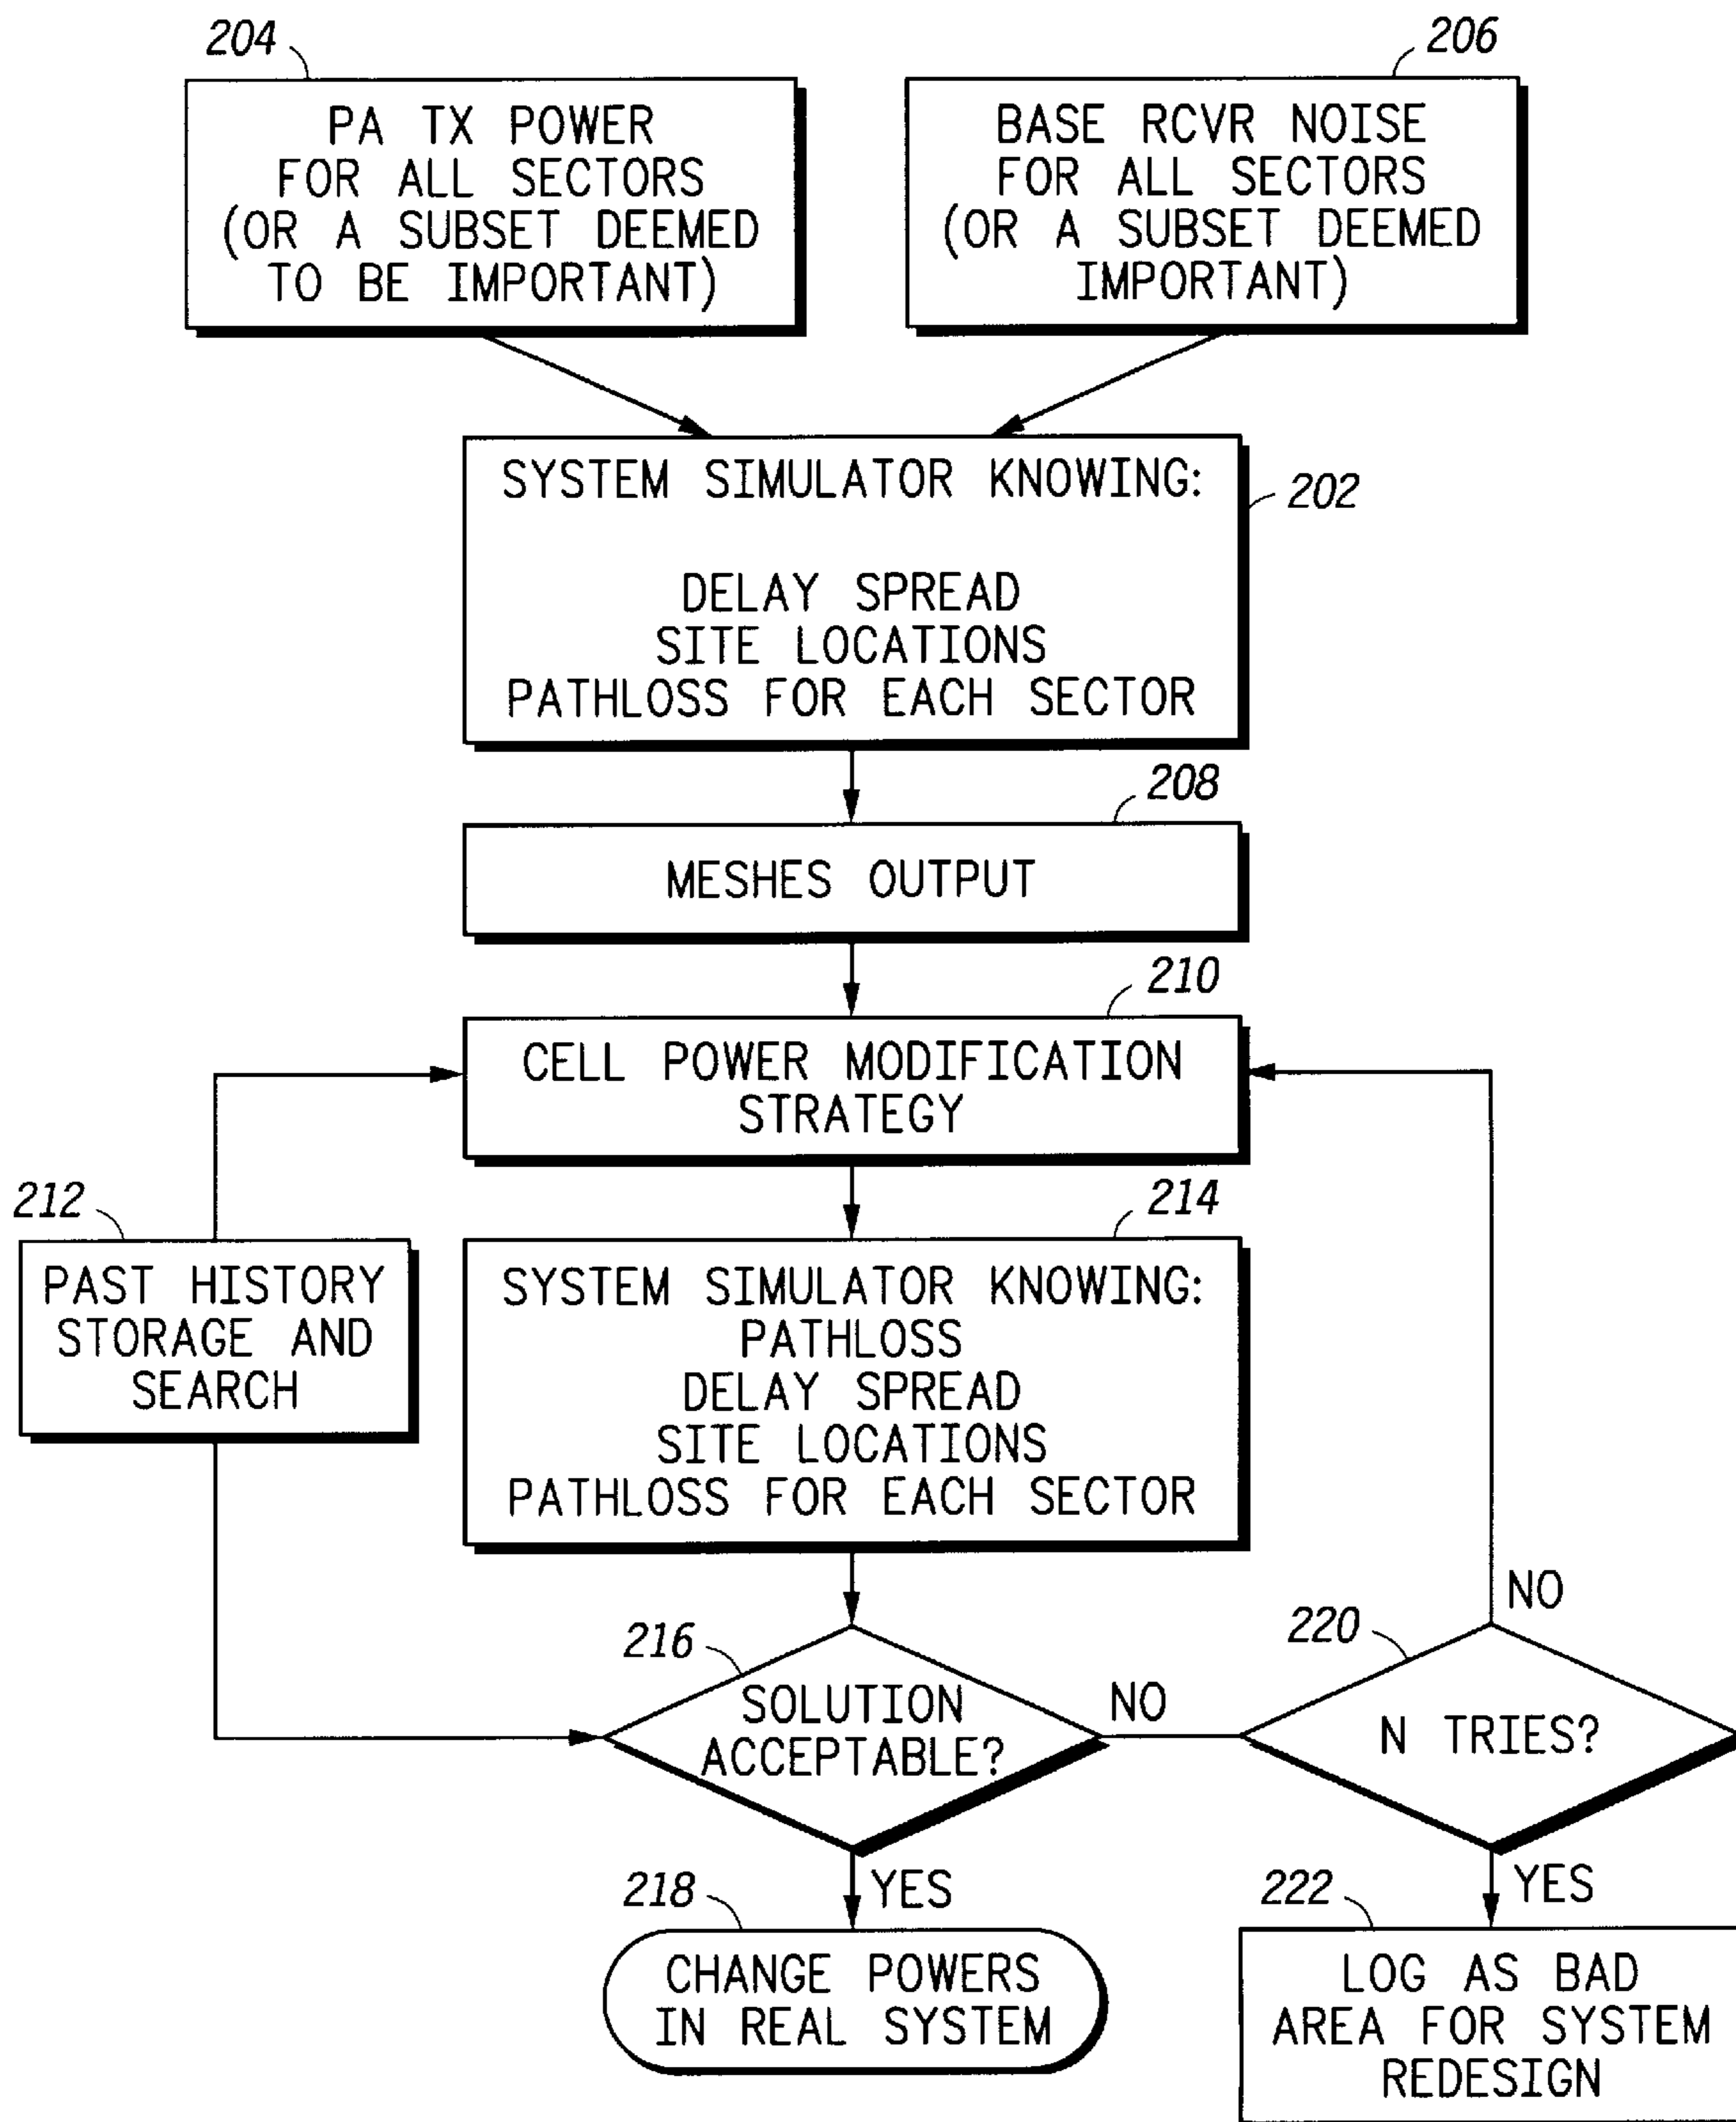 204
PA TX POWER
FOR ALL SECTORS
(OR A SUBSET DEEMED
TO BE IMPORTANT)
206
BASE RCVR NOISE
FOR ALL SECTORS
(OR A SUBSET DEEMED
IMPORTANT)
202
SYSTEM SIMULATOR KNOWING:
DELAY SPREAD
SITE LOCATIONS
PATHLOSS FOR EACH SECTOR
208
MESHES OUTPUT
210
CELL POWER MODIFICATION
STRATEGY
212
PAST HISTORY
STORAGE AND
SEARCH
214
SYSTEM SIMULATOR KNOWING:
PATHLOSS
DELAY SPREAD
SITE LOCATIONS
PATHLOSS FOR EACH SECTOR
216
SOLUTION
ACCEPTABLE?
NO
220
N TRIES?
NO
YES
218
CHANGE POWERS
IN REAL SYSTEM
YES
222
LOG AS BAD
AREA FOR SYSTEM
REDESIGN